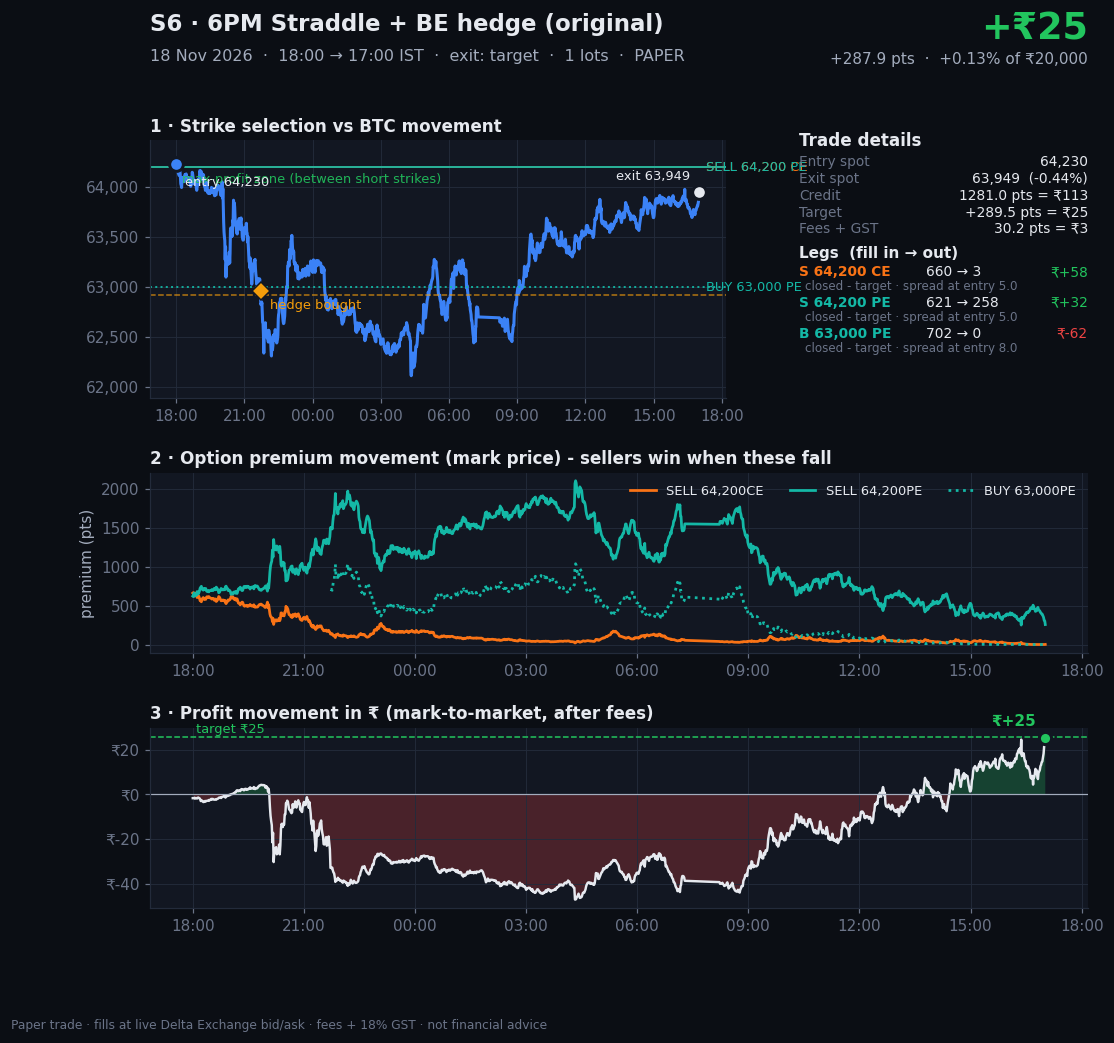 S6 · 6PM Straddle + BE hedge (original)
+₹25
18 Nov 2026 · 18:00 → 17:00 IST · exit: target · 1 lots · PAPER
+287.9 pts · +0.13% of ₹20,000
1 · Strike selection vs BTC movement
SELL 64,200 PE
profit zone (between short strikes)
entry 64,230
exit 63,949
BUY 63,000 PE
hedge bought
64,000
63,500
63,000
62,500
62,000
18:00 21:00 00:00 03:00 06:00 09:00 12:00 15:00 18:00
Trade details
Entry spot 64,230
Exit spot 63,949 (-0.44%)
Credit 1281.0 pts = ₹113
Target +289.5 pts = ₹25
Fees + GST 30.2 pts = ₹3
Legs (fill in → out)
S 64,200 CE 660 → 3 ₹+58
closed - target · spread at entry 5.0
S 64,200 PE 621 → 258 ₹+32
closed - target · spread at entry 5.0
B 63,000 PE 702 → 0 ₹-62
closed - target · spread at entry 8.0
2 · Option premium movement (mark price) - sellers win when these fall
SELL 64,200CE SELL 64,200PE BUY 63,000PE
premium (pts)
2000
1500
1000
500
0
18:00 21:00 00:00 03:00 06:00 09:00 12:00 15:00 18:00
3 · Profit movement in ₹ (mark-to-market, after fees)
target ₹25
₹+25
₹20
₹0
₹-20
₹-40
18:00 21:00 00:00 03:00 06:00 09:00 12:00 15:00 18:00
Paper trade · fills at live Delta Exchange bid/ask · fees + 18% GST · not financial advice